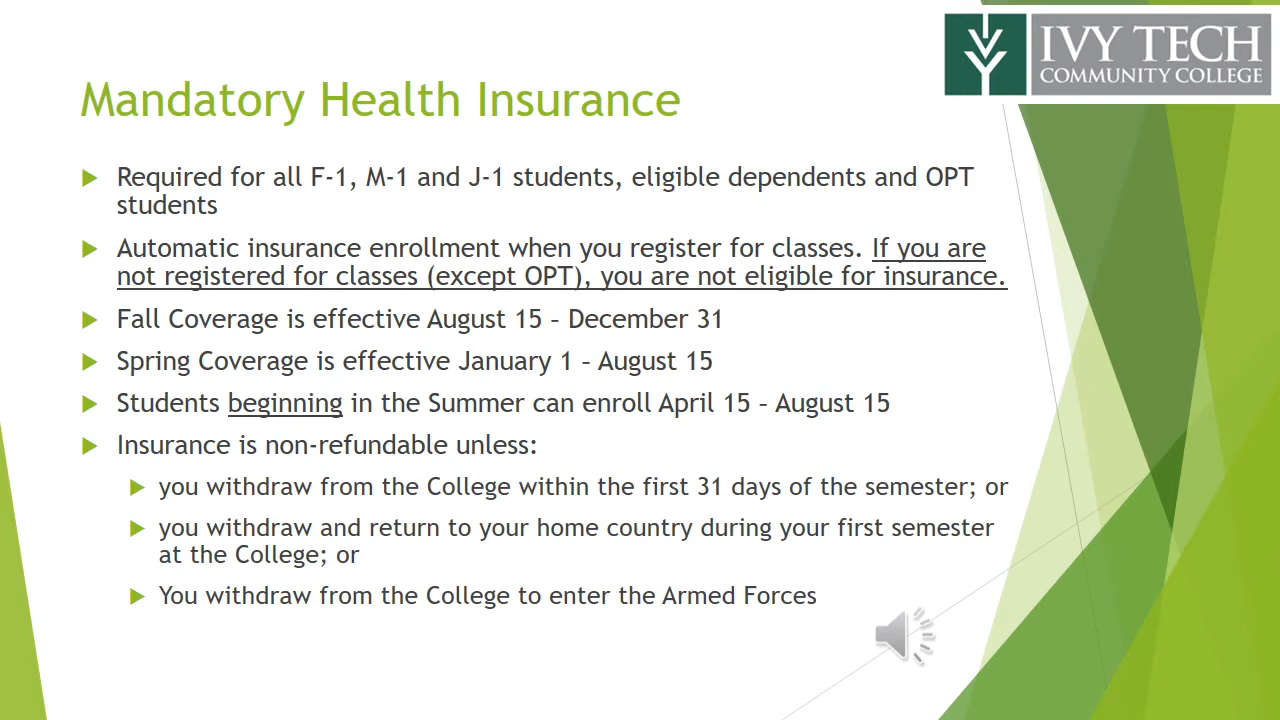 IVY TECH
COMMUNITY COLLEGE
Mandatory Health Insurance
Required for all F-1, M-1 and J-1 students, eligible dependents and OPT
students
Automatic insurance enrollment when you register for classes. If you are
not registered for classes (except OPT), you are not eligible for insurance.
Fall Coverage is effective August 15 – December 31
Spring Coverage is effective January 1 – August 15
Students beginning in the Summer can enroll April 15 – August 15
Insurance is non-refundable unless:
you withdraw from the College within the first 31 days of the semester; or
you withdraw and return to your home country during your first semester
at the College; or
You withdraw from the College to enter the Armed Forces